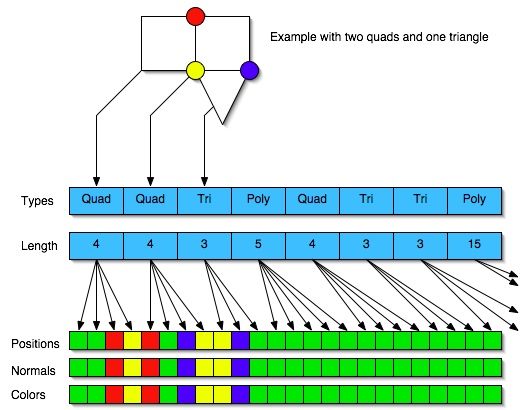 Example with two quads and one triangle
Types Quad Quad Tri Poly Quad Tri Tri Poly
Length 4 4 3 5 4 3 3 15
Positions
Normals
Colors